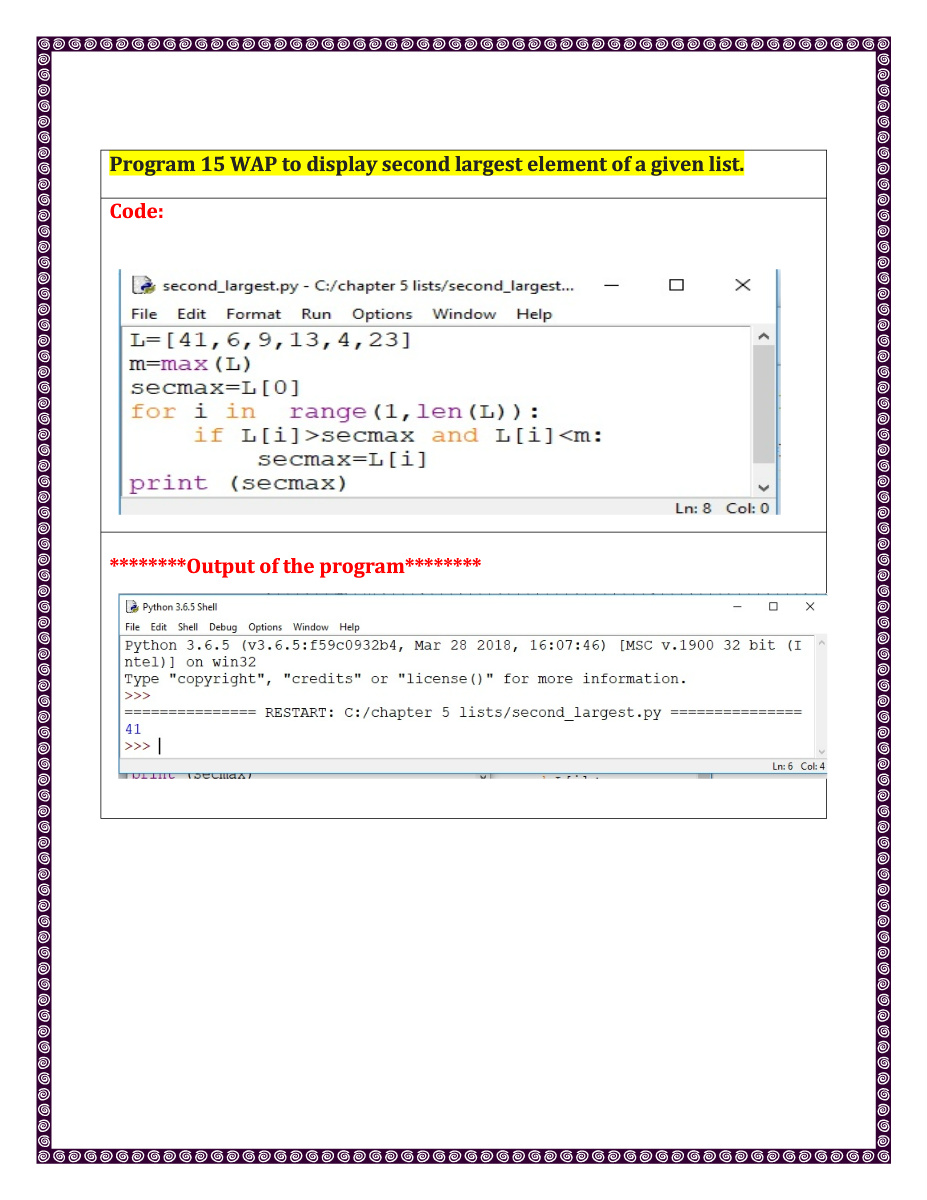 Program 15 WAP to display second largest element of a given list.
Code:
second_largest.py - C:/chapter 5 lists/second_largest...
File Edit Format Run Options Window Help
L=[41,6,9,13,4,23]
m=max(L)
secmax=L[0]
for i in  range(1,len(L)):
    if L[i]>secmax and L[i]<m:
        secmax=L[i]
print (secmax)
Ln: 8 Col: 0
********Output of the program********
Python 3.6.5 Shell
File Edit Shell Debug Options Window Help
Python 3.6.5 (v3.6.5:f59c0932b4, Mar 28 2018, 16:07:46) [MSC v.1900 32 bit (I
ntel)] on win32
Type "copyright", "credits" or "license()" for more information.
>>>
=============== RESTART: C:/chapter 5 lists/second_largest.py ===============
41
>>>
Ln: 6 Col: 4
print (secmax)